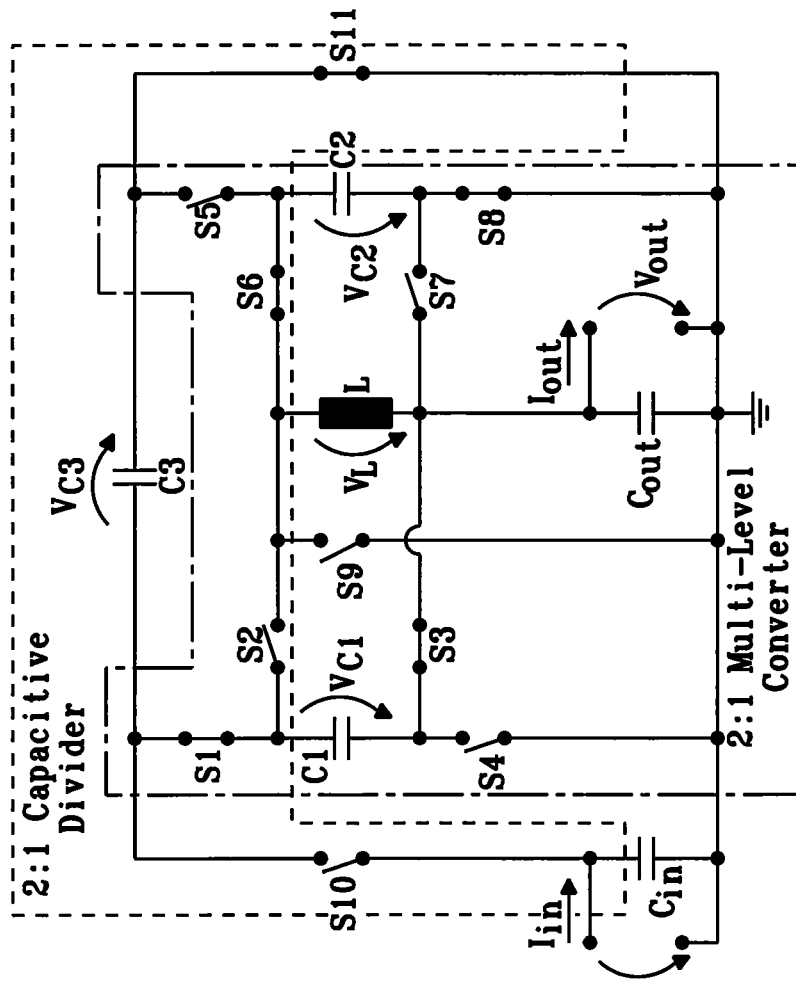 2:1 Capacitive
Divider
VC3
C3
S1
S2
S5
S6
S10
S11
C1
VC1
S9
VL
L
VC2
C2
S3
S4
S7
S8
Iin
Cin
Iout
Vout
Cout
2:1 Multi-Level
Converter